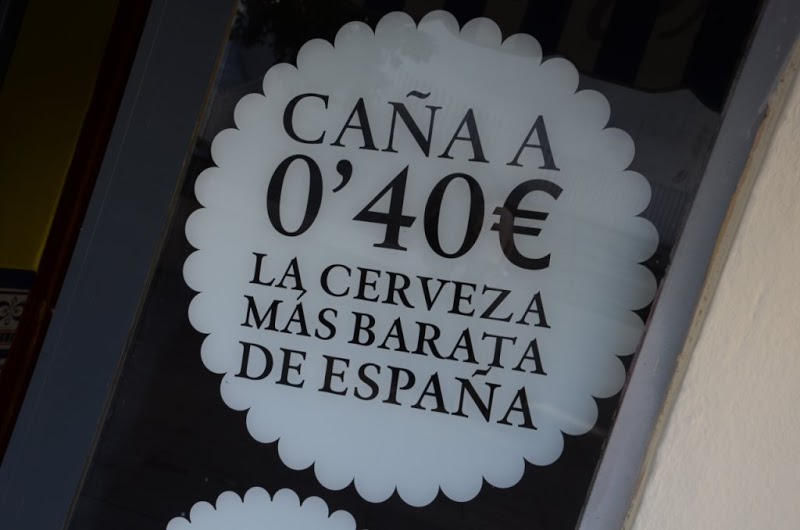 CAÑA A
0'40€
LA CERVEZA
MÁS BARATA
DE ESPAÑA